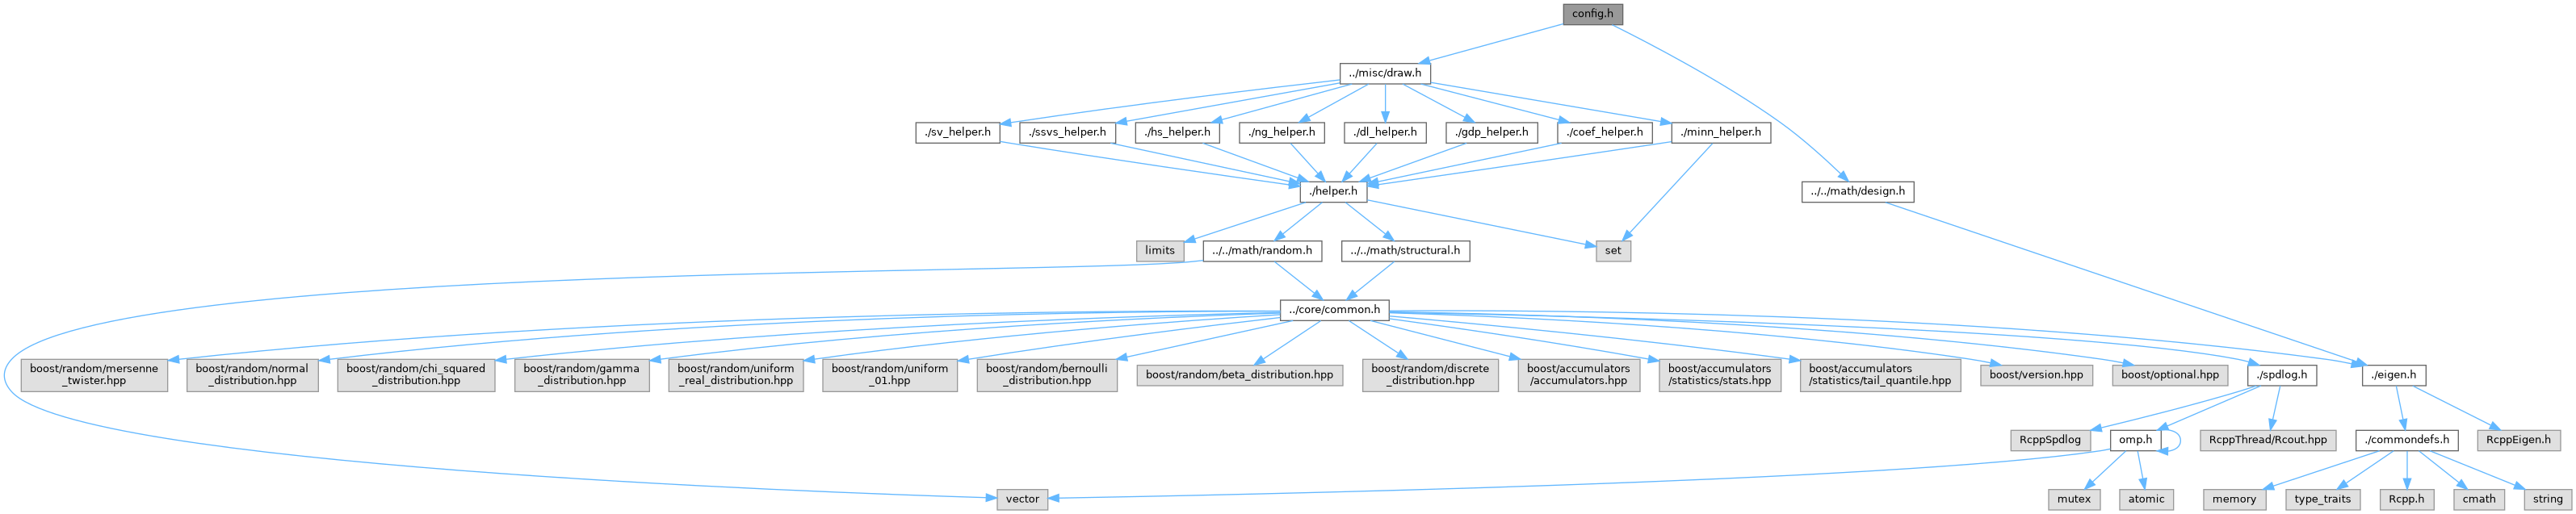 config.h
../misc/draw.h
./sv_helper.h
./ssvs_helper.h
./hs_helper.h
./ng_helper.h
./dl_helper.h
./gdp_helper.h
./coef_helper.h
./minn_helper.h
./helper.h
../../math/design.h
limits
../../math/random.h
../../math/structural.h
set
../core/common.h
boost/random/mersenne
_twister.hpp
boost/random/normal
_distribution.hpp
boost/random/chi_squared
_distribution.hpp
boost/random/gamma
_distribution.hpp
boost/random/uniform
_real_distribution.hpp
boost/random/uniform
_01.hpp
boost/random/bernoulli
_distribution.hpp
boost/random/beta_distribution.hpp
boost/random/discrete
_distribution.hpp
boost/accumulators
/accumulators.hpp
boost/accumulators
/statistics/stats.hpp
boost/accumulators
/statistics/tail_quantile.hpp
boost/version.hpp
boost/optional.hpp
./spdlog.h
./eigen.h
RcppSpdlog
omp.h
RcppThread/Rcout.hpp
./commondefs.h
RcppEigen.h
vector
mutex
atomic
memory
type_traits
Rcpp.h
cmath
string